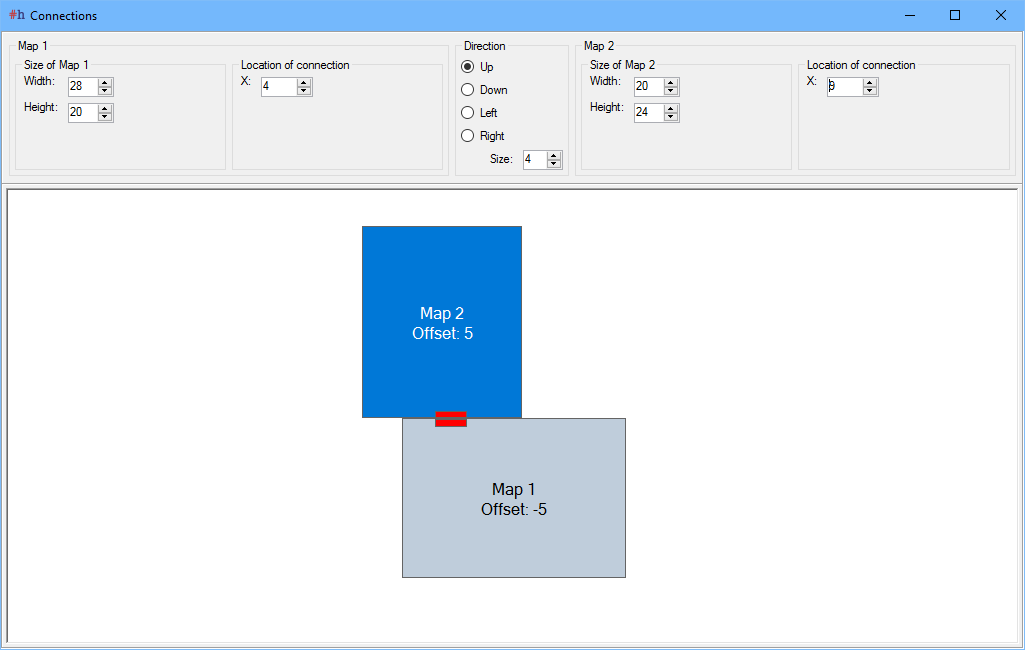 #h Connections
Map 1
Size of Map 1
Width: 28
Height: 20
Location of connection
X: 4
Direction
Up
Down
Left
Right
Size: 4
Map 2
Size of Map 2
Width: 20
Height: 24
Location of connection
X: 9
Map 2
Offset: 5
Map 1
Offset: -5